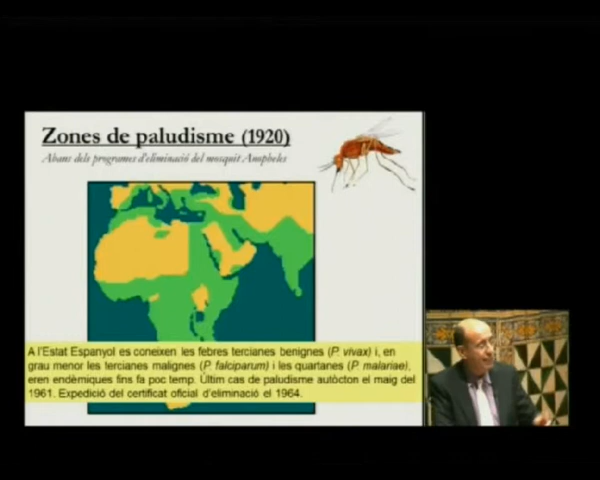 Zones de paludisme (1920)
Abans dels programes d'eliminació del mosquit Anopheles
A l'Estat Espanyol es coneixen les febres tercianes benignes (P. vivax) i, en
grau menor les tercianes malignes (P. falciparum) i les quartanes (P. malariae),
eren endèmiques fins fa poc temp. Últim cas de paludisme autòcton el maig del
1961. Expedició del certificat oficial d'eliminació el 1964.